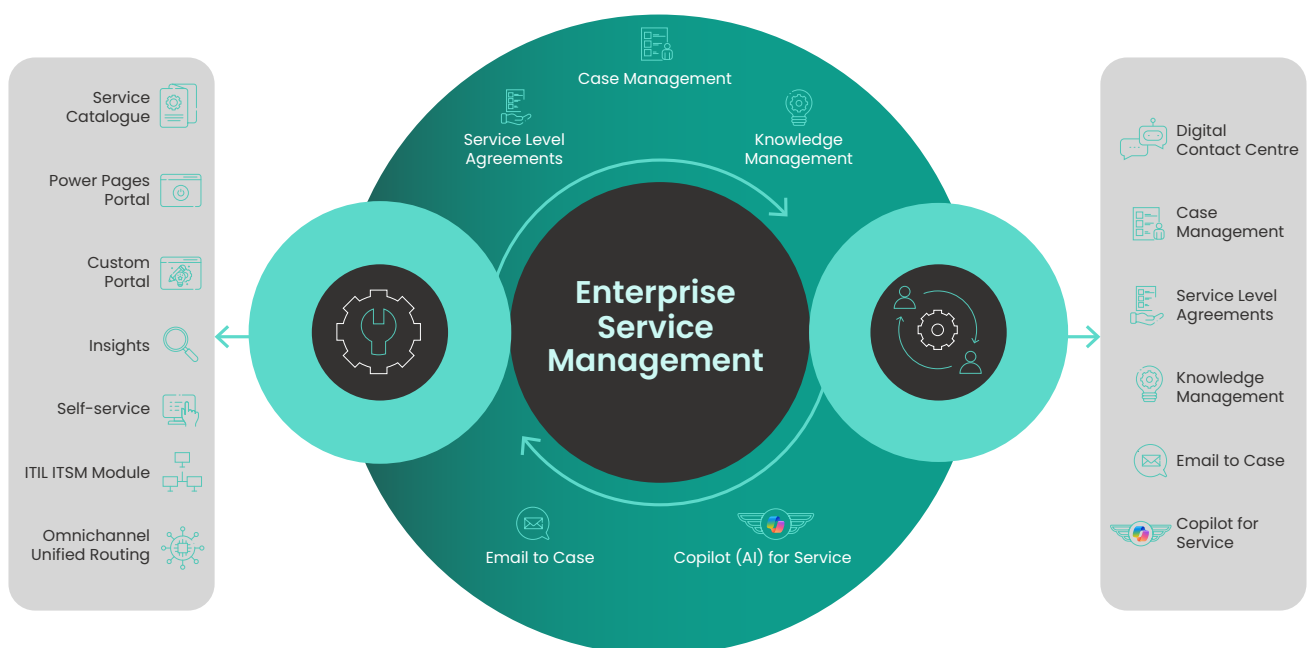 Service
Catalogue
Power Pages
Portal
Custom
Portal
Insights
Self-service
ITIL ITSM Module
Omnichannel
Unified Routing
Case Management
Service Level
Agreements
Knowledge
Management
Enterprise
Service
Management
Email to Case
Copilot (AI) for Service
Digital
Contact Centre
Case
Management
Service Level
Agreements
Knowledge
Management
Email to Case
Copilot for
Service